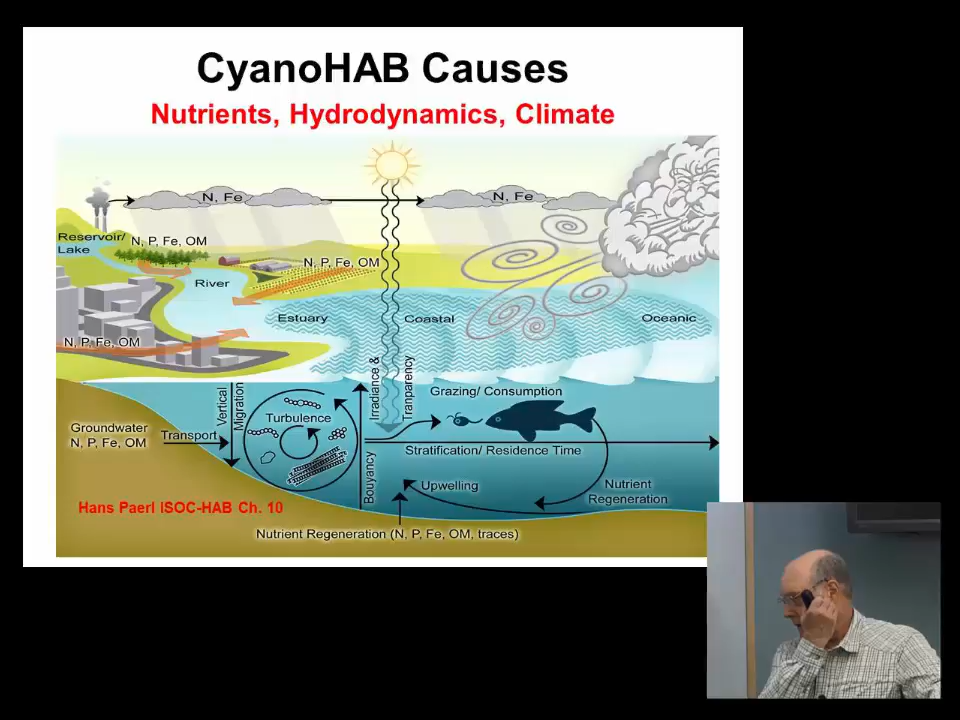 CyanoHAB Causes
Nutrients, Hydrodynamics, Climate
N, Fe
N, Fe
Reservoir/
Lake
N, P, Fe, OM
N, P, Fe, OM
River
Estuary
Coastal
Oceanic
N, P, Fe, OM
Irradiance &
Tranparency
Vertical
Migration
Grazing/ Consumption
Turbulence
Groundwater
N, P, Fe, OM
Transport
Stratification/ Residence Time
Bouyancy
Upwelling
Nutrient
Regeneration
Hans Paerl ISOC-HAB Ch. 10
Nutrient Regeneration (N, P, Fe, OM, traces)